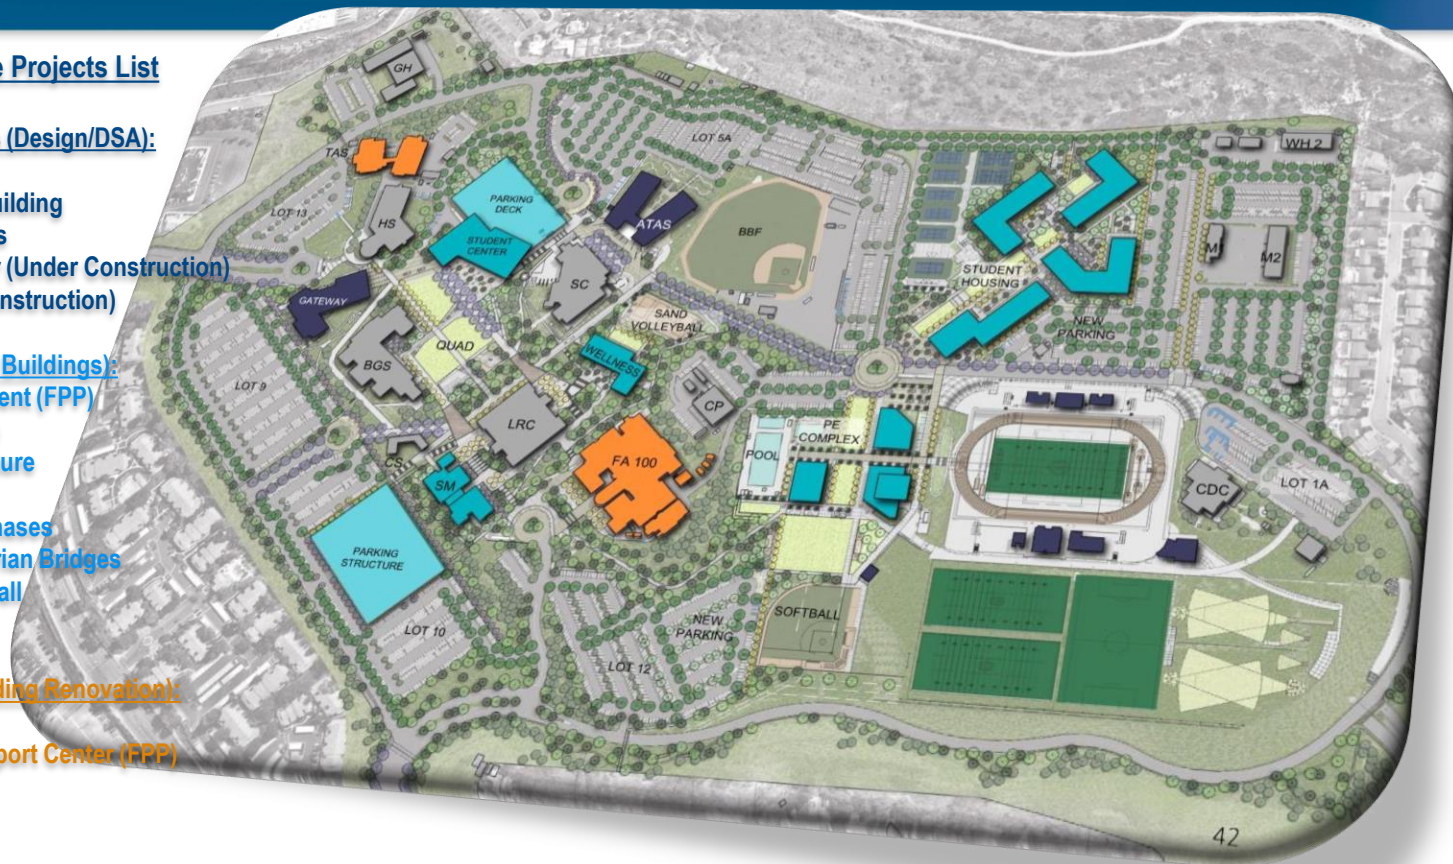 e Projects List
(Design/DSA):
uilding
s
(Under Construction)
nstruction)
Buildings):
ent (FPP)
ure
hases
rian Bridges
all
ding Renovation):
port Center (FPP)
GH
TAS
LOT 13
HS
PARKING
DECK
STUDENT
CENTER
ATAS
LOT 5A
BBF
WH 2
M1
M2
STUDENT
HOUSING
NEW
PARKING
GATEWAY
SC
SAND
VOLLEYBALL
QUAD
BGS
WELLNESS
LOT 9
LRC
CP
CS
SM
FA 100
POOL
PE
COMPLEX
CDC
LOT 1A
PARKING
STRUCTURE
LOT 10
LOT 12
NEW
PARKING
SOFTBALL
42